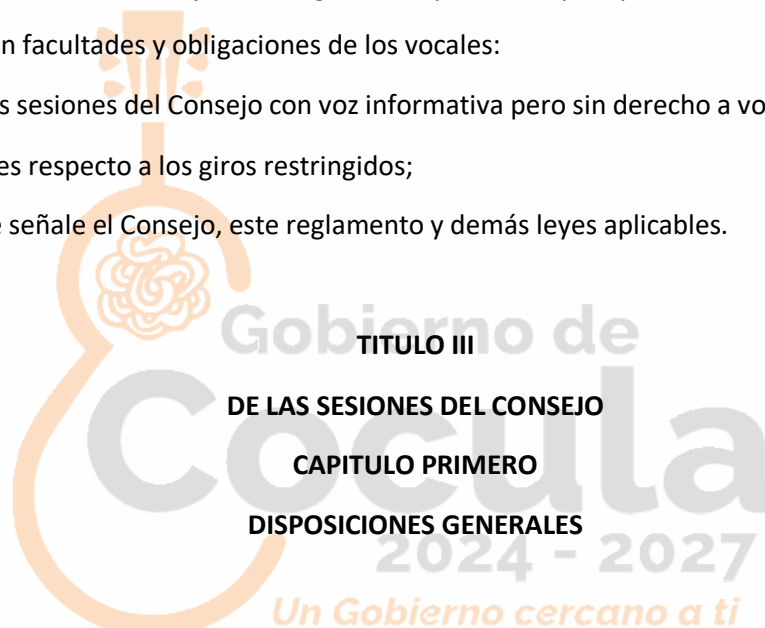 n facultades y obligaciones de los vocales:
s sesiones del Consejo con voz informativa pero sin derecho a vo
es respecto a los giros restringidos;
e señale el Consejo, este reglamento y demás leyes aplicables.
Gobierno de
TITULO III
DE LAS SESIONES DEL CONSEJO
Cocula
CAPITULO PRIMERO
DISPOSICIONES GENERALES
2024 - 2027
Un Gobierno cercano a ti